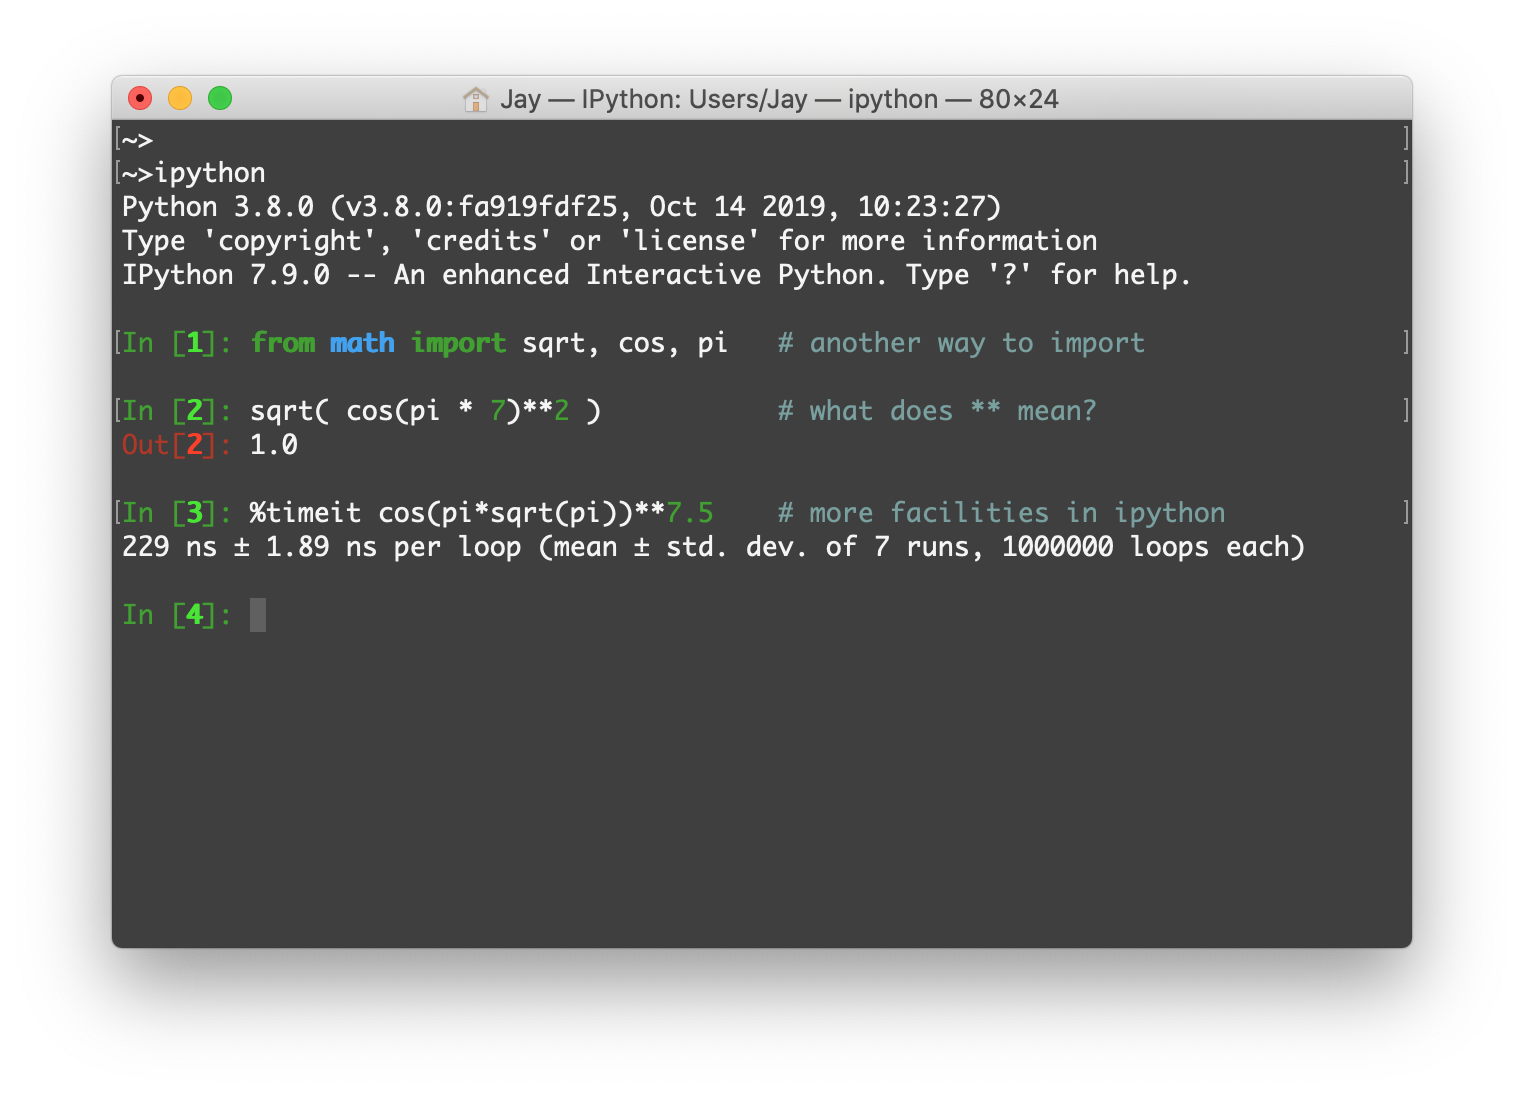 Jay — IPython: Users/Jay — ipython — 80×24
[~> ]
[~>ipython ]
Python 3.8.0 (v3.8.0:fa919fdf25, Oct 14 2019, 10:23:27)
Type 'copyright', 'credits' or 'license' for more information
IPython 7.9.0 -- An enhanced Interactive Python. Type '?' for help.
[In [1]: from math import sqrt, cos, pi   # another way to import ]
[In [2]: sqrt( cos(pi * 7)**2 )           # what does ** mean? ]
Out[2]: 1.0
[In [3]: %timeit cos(pi*sqrt(pi))**7.5    # more facilities in ipython ]
229 ns ± 1.89 ns per loop (mean ± std. dev. of 7 runs, 1000000 loops each)
In [4]: